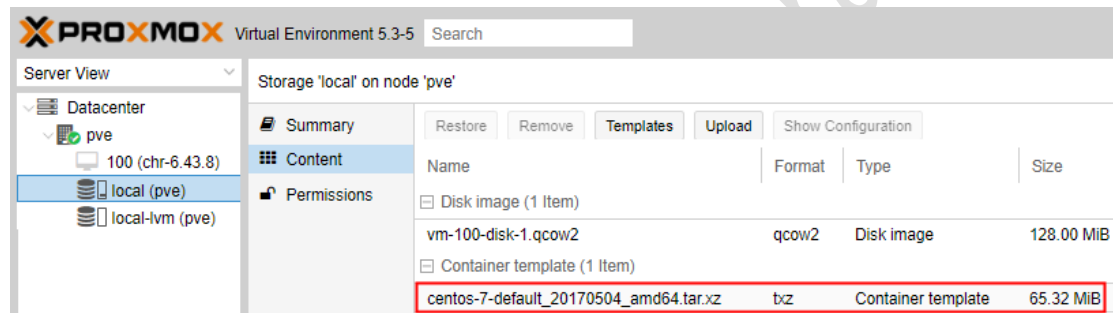 PROXMOX Virtual Environment 5.3-5 Search
Server View
Storage 'local' on node 'pve'
Datacenter
pve
100 (chr-6.43.8)
local (pve)
local-lvm (pve)
Summary
Content
Permissions
Restore Remove Templates Upload Show Configuration
Name Format Type Size
Disk image (1 Item)
vm-100-disk-1.qcow2 qcow2 Disk image 128.00 MiB
Container template (1 Item)
centos-7-default_20170504_amd64.tar.xz txz Container template 65.32 MiB